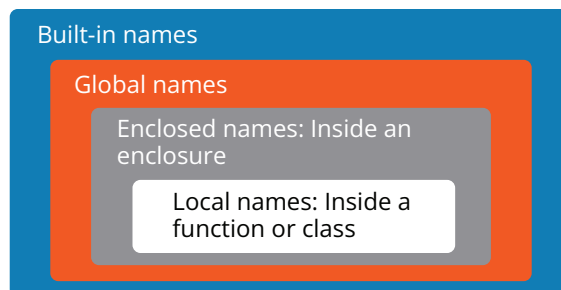 Built-in names
Global names
Enclosed names: Inside an
enclosure
Local names: Inside a
function or class